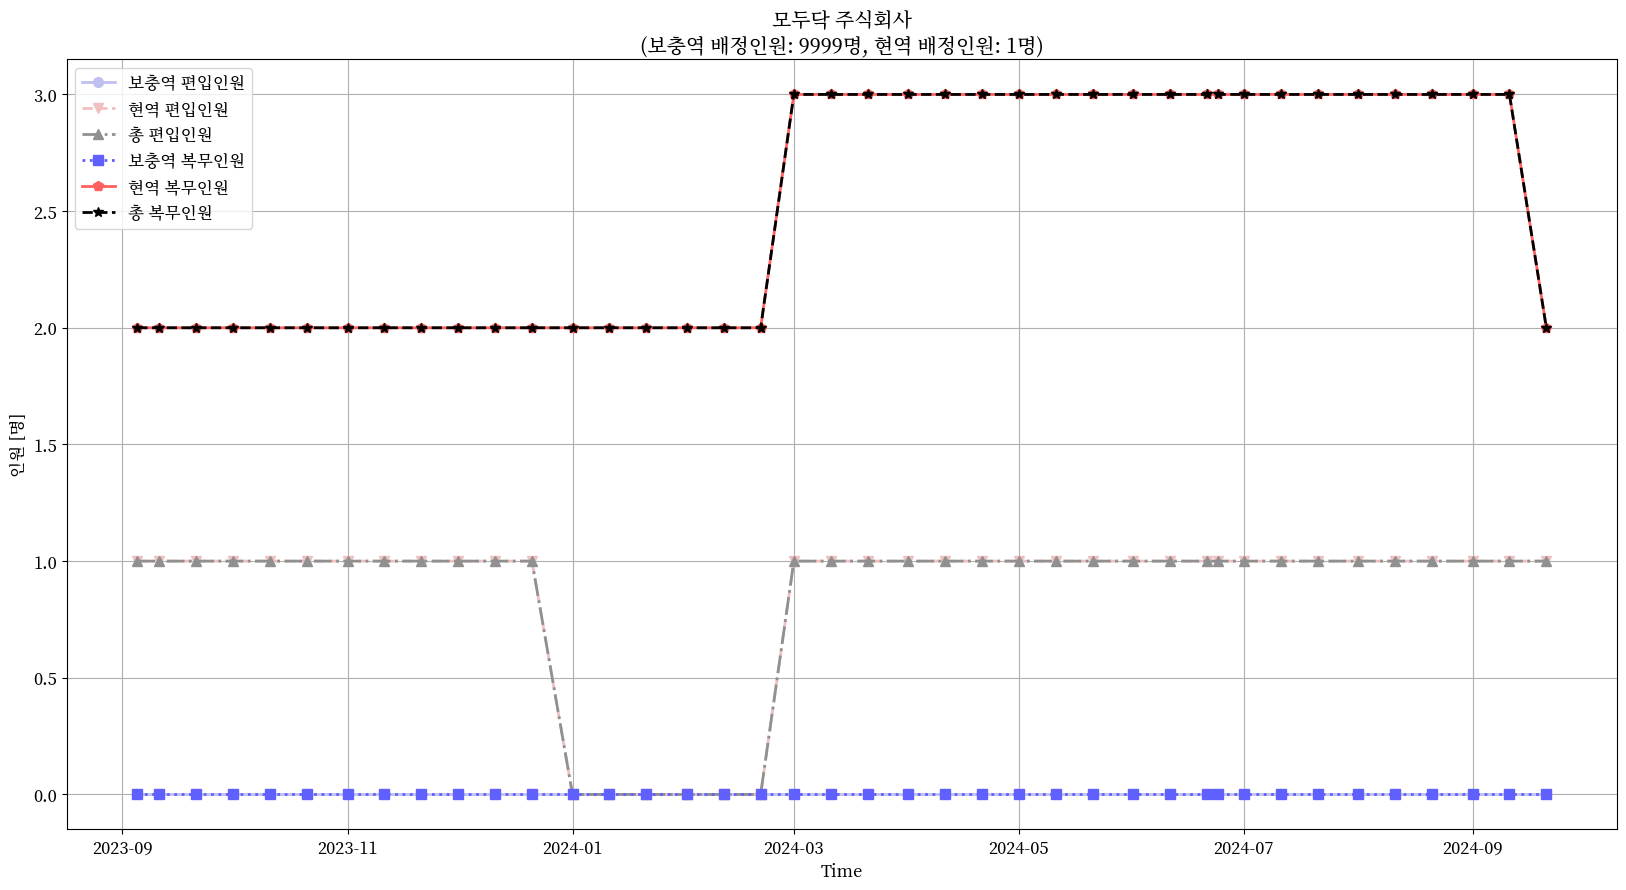 모두닥 주식회사
(보충역 배정인원: 9999명, 현역 배정인원: 1명)
보충역 편입인원
현역 편입인원
총 편입인원
보충역 복무인원
현역 복무인원
총 복무인원
3.0
2.5
2.0
1.5
1.0
0.5
0.0
인원 [명]
2023-09
2023-11
2024-01
2024-03
2024-05
2024-07
2024-09
Time